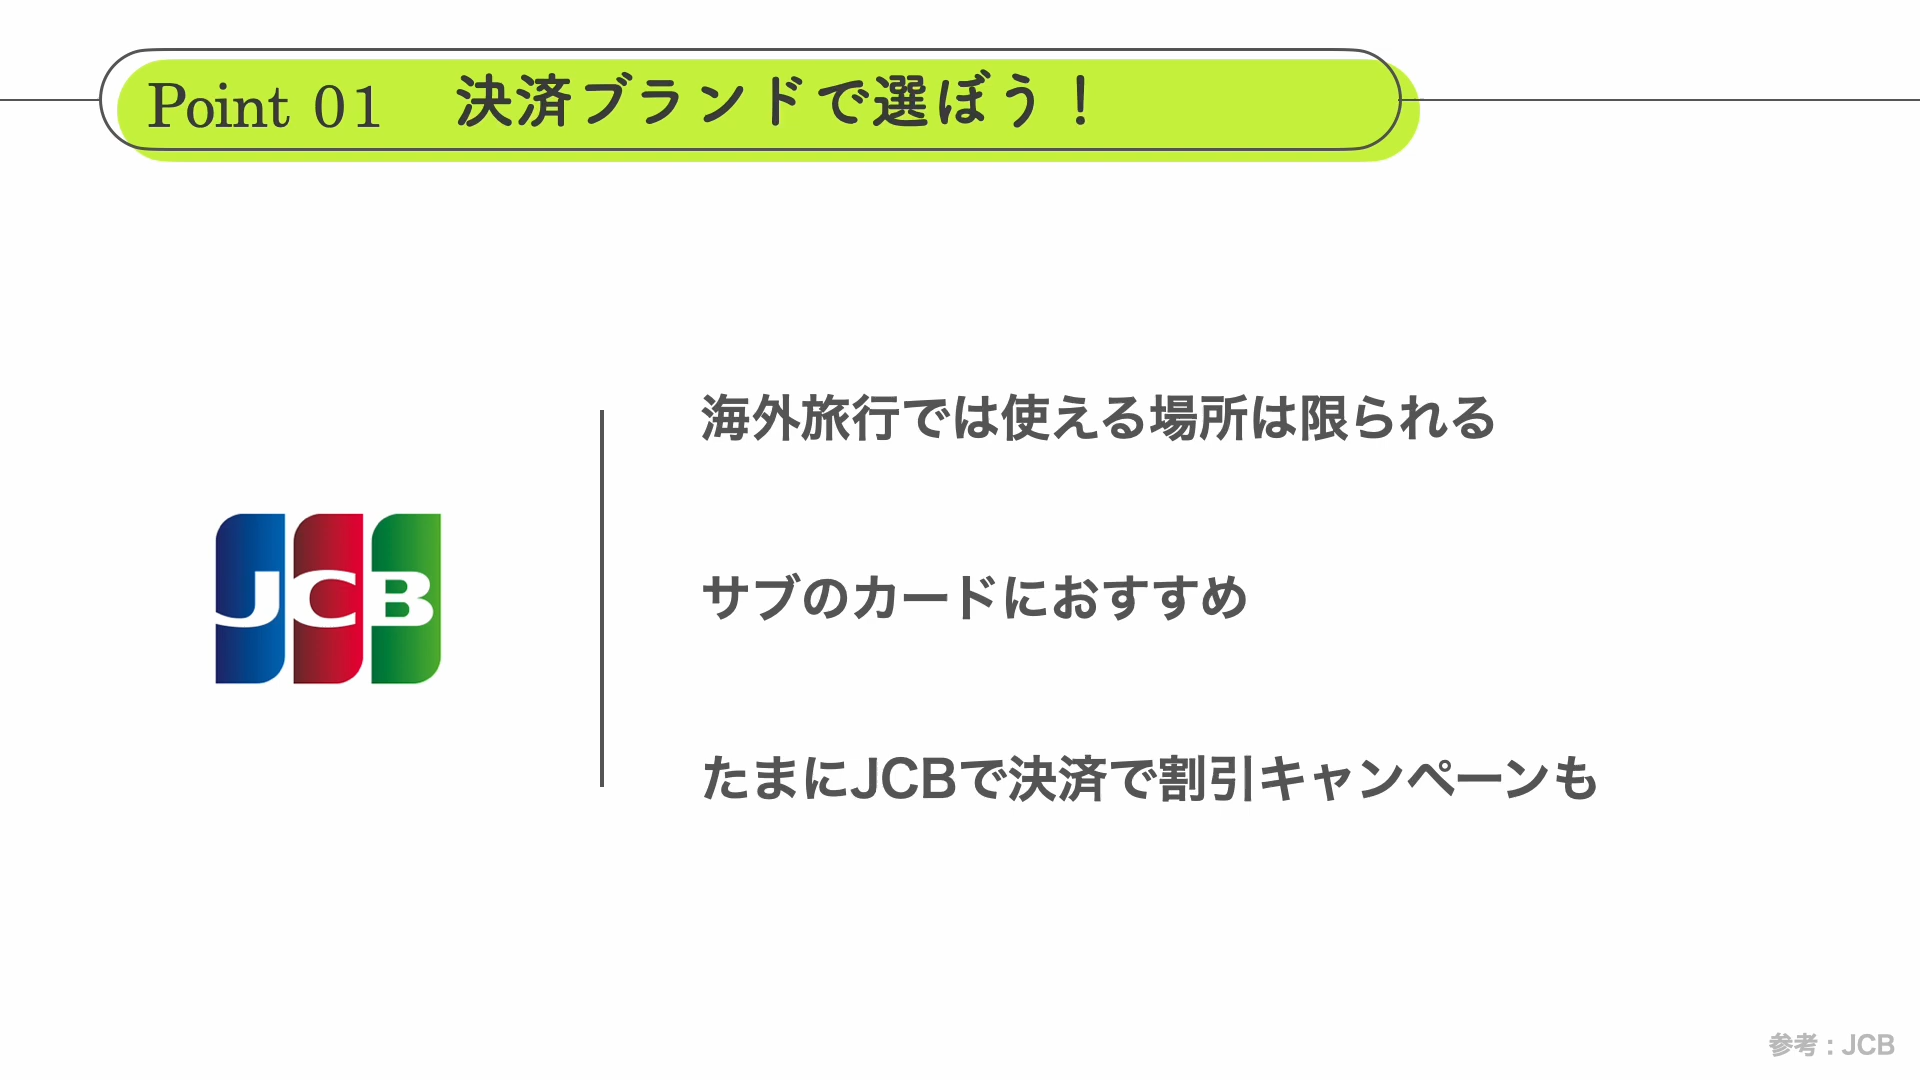 Point 01 決済ブランドで選ぼう！
海外旅行では使える場所は限られる
JCB
サブのカードにおすすめ
たまにJCBで決済で割引キャンペーンも
参考：JCB